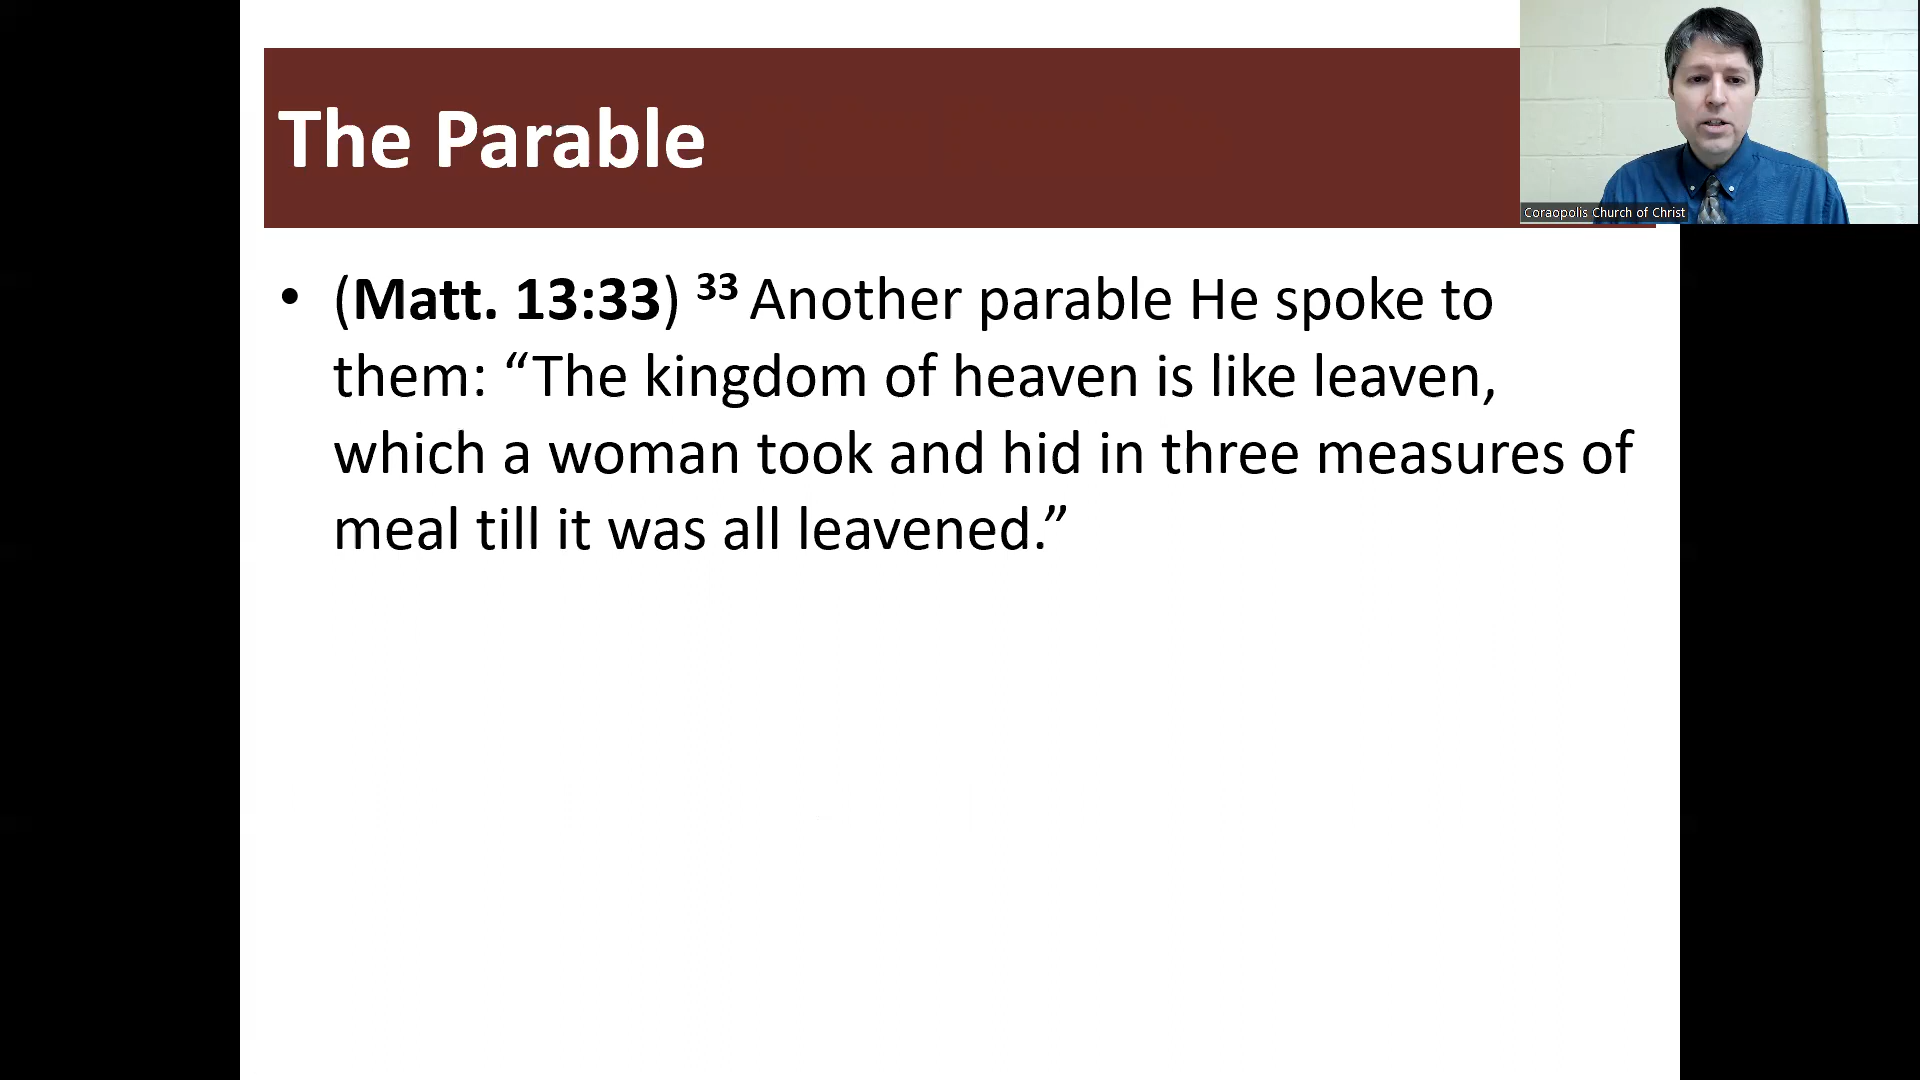 The Parable
Coraopolis Church of Christ
• (Matt. 13:33) 33 Another parable He spoke to
them: “The kingdom of heaven is like leaven,
which a woman took and hid in three measures of
meal till it was all leavened.”